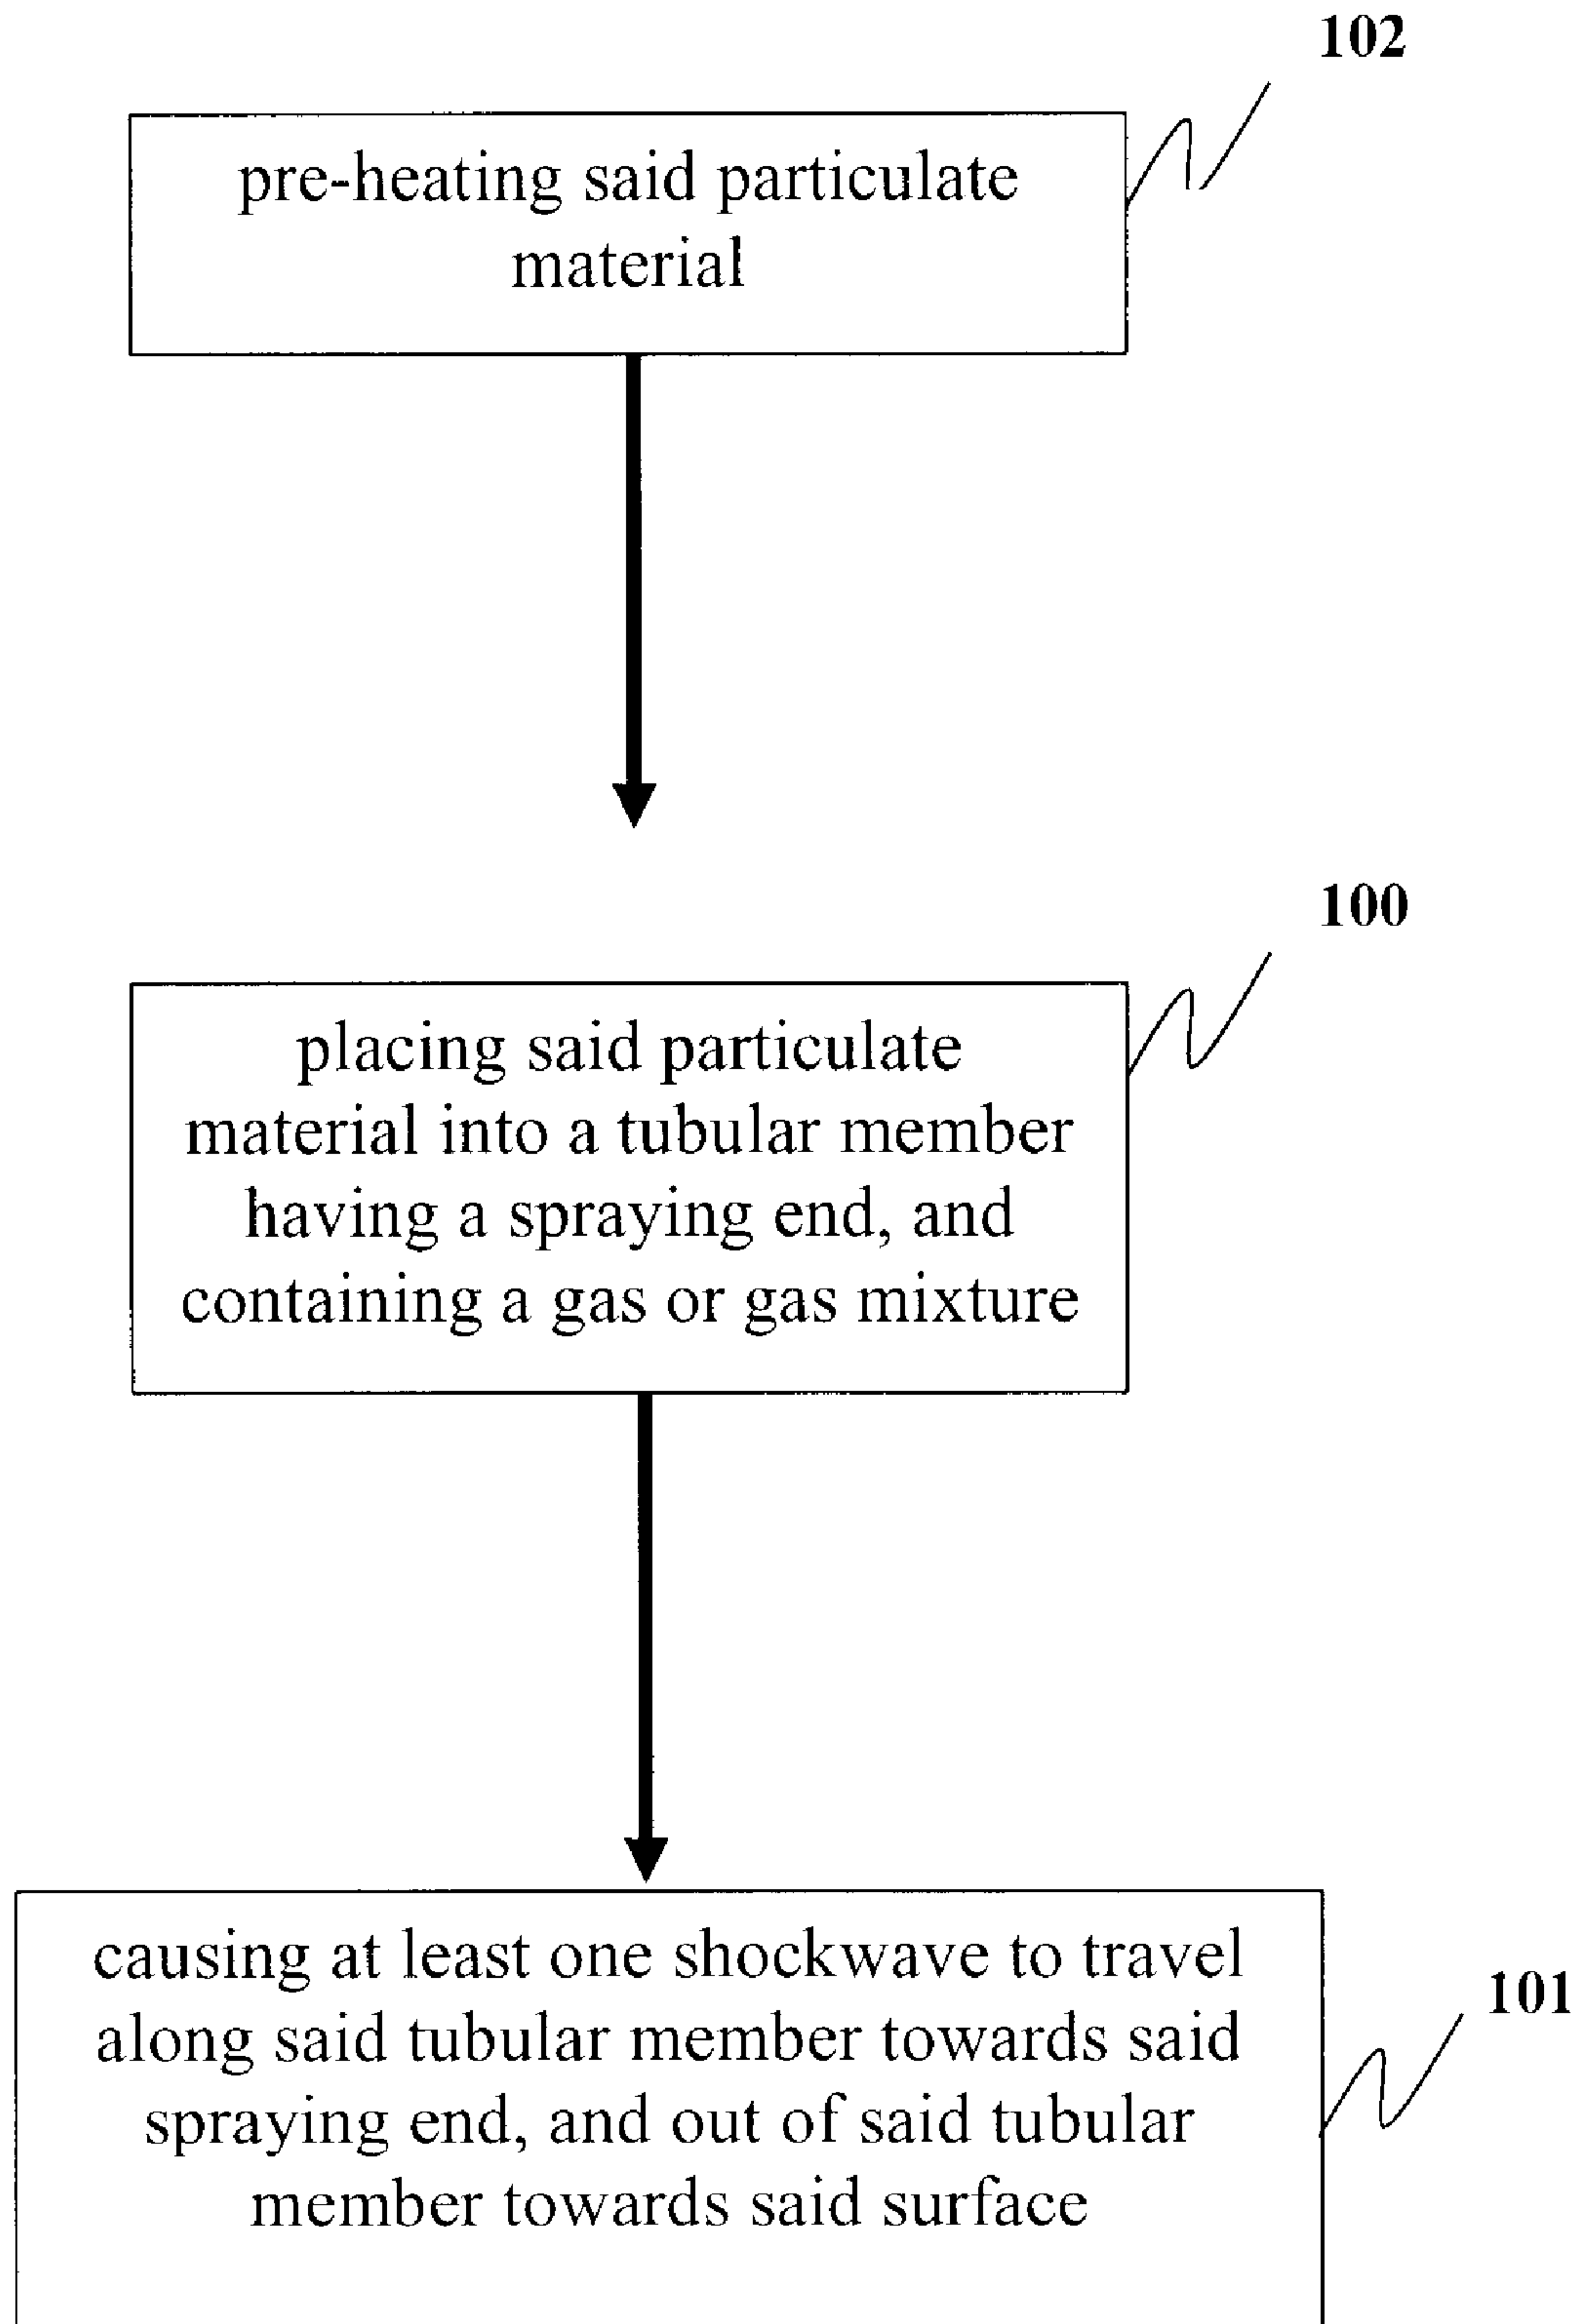 102
pre-heating said particulate
material
100
placing said particulate
material into a tubular member
having a spraying end, and
containing a gas or gas mixture
causing at least one shockwave to travel
101
along said tubular member towards said
spraying end, and out of said tubular
member towards said surface